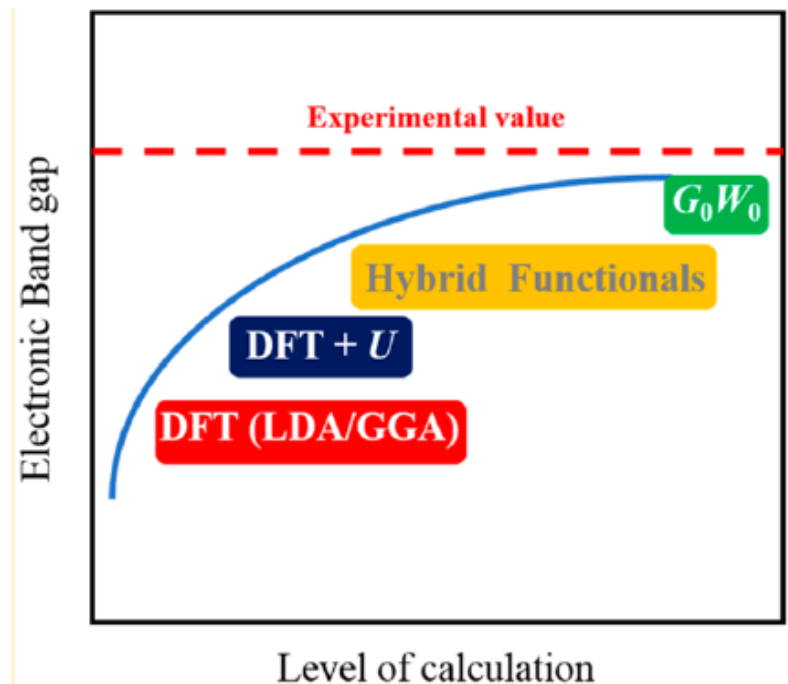 Experimental value
G₀W₀
Hybrid Functionals
DFT + U
DFT (LDA/GGA)
Electronic Band gap
Level of calculation